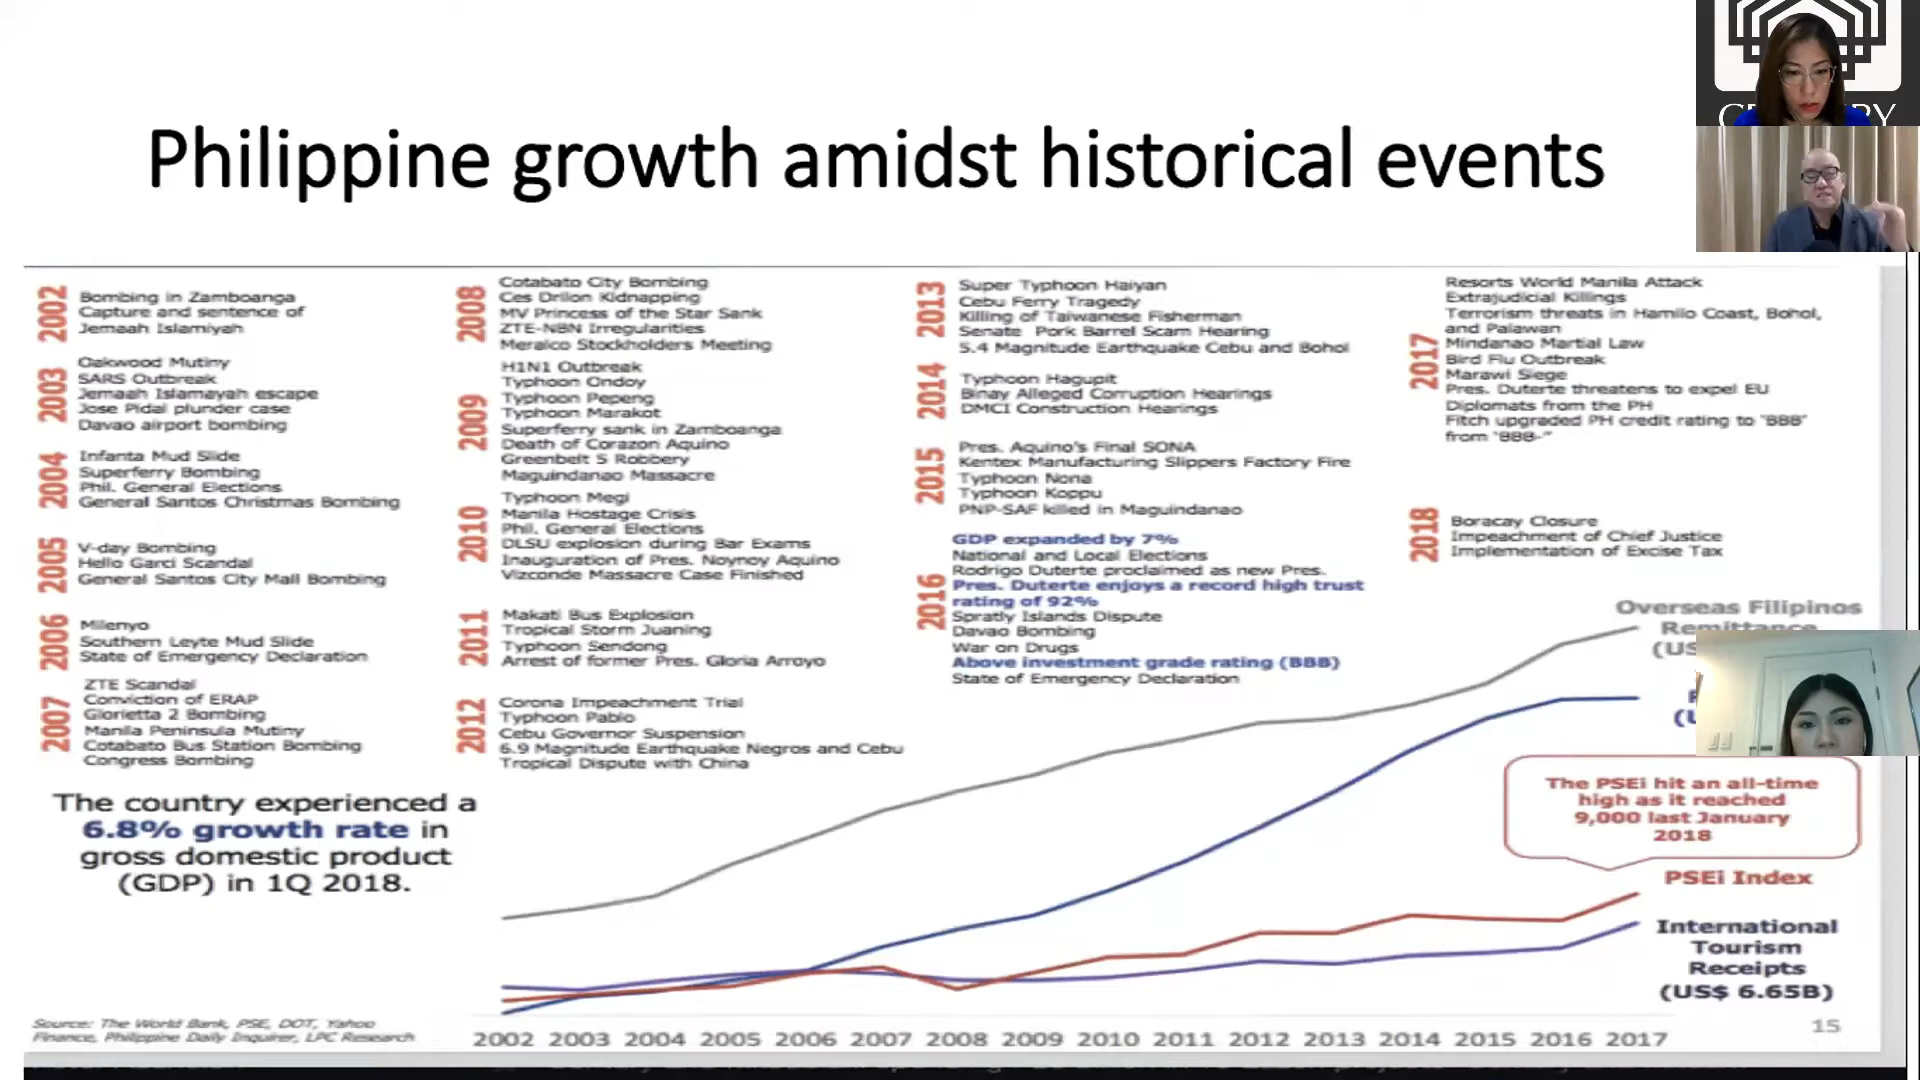 Philippine growth amidst historical events
2002
Bombing in Zamboanga
Capture and sentence of
Jemaah Islamiyah
2003
Oakwood Mutiny
SARS Outbreak
Jemaah Islamayah escape
Jose Pidal plunder case
Davao airport bombing
2004
Infanta Mud Slide
Superferry Bombing
Phil. General Elections
General Santos Christmas Bombing
2005
V-day Bombing
Hello Garci Scandal
General Santos City Mall Bombing
2006
Milenyo
Southern Leyte Mud Slide
State of Emergency Declaration
2007
ZTE Scandal
Conviction of ERAP
Glorietta 2 Bombing
Manila Peninsula Mutiny
Cotabato Bus Station Bombing
Congress Bombing
2008
Cotabato City Bombing
Ces Drilon Kidnapping
MV Princess of the Star Sank
ZTE-NBN Irregularities
Meralco Stockholders Meeting
2009
H1N1 Outbreak
Typhoon Ondoy
Typhoon Pepeng
Typhoon Marakot
Superferry sank in Zamboanga
Death of Corazon Aquino
Greenbelt 5 Robbery
Maguindanao Massacre
2010
Typhoon Megi
Manila Hostage Crisis
Phil. General Elections
DLSU explosion during Bar Exams
Inauguration of Pres. Noynoy Aquino
Vizconde Massacre Case Finished
2011
Makati Bus Explosion
Tropical Storm Juaning
Typhoon Sendong
Arrest of former Pres. Gloria Arroyo
2012
Corona Impeachment Trial
Typhoon Pablo
Cebu Governor Suspension
6.9 Magnitude Earthquake Negros and Cebu
Tropical Dispute with China
2013
Super Typhoon Haiyan
Cebu Ferry Tragedy
Killing of Taiwanese Fisherman
Senate Pork Barrel Scam Hearing
5.4 Magnitude Earthquake Cebu and Bohol
2014
Typhoon Hagupit
Binay Alleged Corruption Hearings
DMCI Construction Hearings
2015
Pres. Aquino's Final SONA
Kentex Manufacturing Slippers Factory Fire
Typhoon Nona
Typhoon Koppu
PNP-SAF killed in Maguindanao
2016
GDP expanded by 7%
National and Local Elections
Rodrigo Duterte proclaimed as new Pres.
Pres. Duterte enjoys a record high trust
rating of 92%
Spratly Islands Dispute
Davao Bombing
War on Drugs
Above investment grade rating (BBB)
State of Emergency Declaration
2017
Resorts World Manila Attack
Extrajudicial Killings
Terrorism threats in Hamilo Coast, Bohol,
and Palawan
Mindanao Martial Law
Bird Flu Outbreak
Marawi Siege
Pres. Duterte threatens to expel EU
Diplomats from the PH
Fitch upgraded PH credit rating to "BBB"
from "BBB-"
2018
Boracay Closure
Impeachment of Chief Justice
Implementation of Excise Tax
The country experienced a
6.8% growth rate in
gross domestic product
(GDP) in 1Q 2018.
Overseas Filipinos
Remittance
The PSEi hit an all-time
high as it reached
9,000 last January
2018
PSEi Index
International
Tourism
Receipts
(US$ 6.65B)
Source: The World Bank, PSE, DOT, Yahoo
Finance, Philippine Daily Inquirer, LPC Research
2002 2003 2004 2005 2006 2007 2008 2009 2010 2011 2012 2013 2014 2015 2016 2017
15